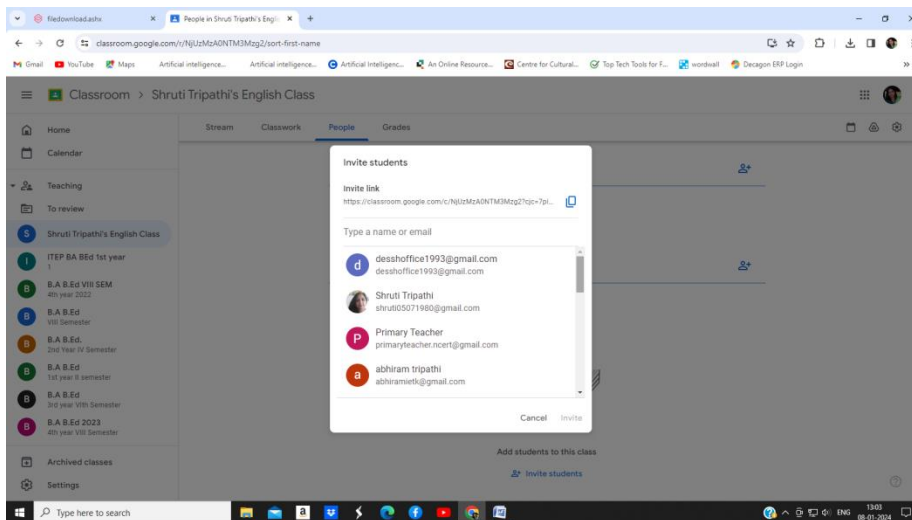 filedownload.ashx
People in Shruti Tripathi's Engli
classroom.google.com/r/NjUzMzA0NTM3Mzg2/sort-first-name
Gmail YouTube Maps Artificial intelligence... Artificial intelligence... Artificial Intelligenc... An Online Resource... Centre for Cultural... Top Tech Tools for F... wordwall Decagon ERP Login
Classroom > Shruti Tripathi's English Class
Home
Calendar
Teaching
To review
S Shruti Tripathi's English Class
I ITEP BA BEd 1st year
1
B B.A B.Ed VIII SEM
4th year 2022
B B.A B.Ed
VIII Semester
B B.A B.Ed.
2nd Year IV Semester
B B.A B.Ed
1st year II semester
B B.A B.Ed
3rd year VIth Semester
B B.A B.Ed 2023
4th year VIII Semester
Archived classes
Settings
Stream Classwork People Grades
Invite students
Invite link
https://classroom.google.com/c/NjUzMzA0NTM3Mzg2?cjc=7pl...
Type a name or email
d desshoffice1993@gmail.com
desshoffice1993@gmail.com
Shruti Tripathi
shruti05071980@gmail.com
P Primary Teacher
primaryteacher.ncert@gmail.com
a abhiram tripathi
abhiramietk@gmail.com
Cancel Invite
Add students to this class
Invite students
Type here to search
ENG
13:03
08-01-2024